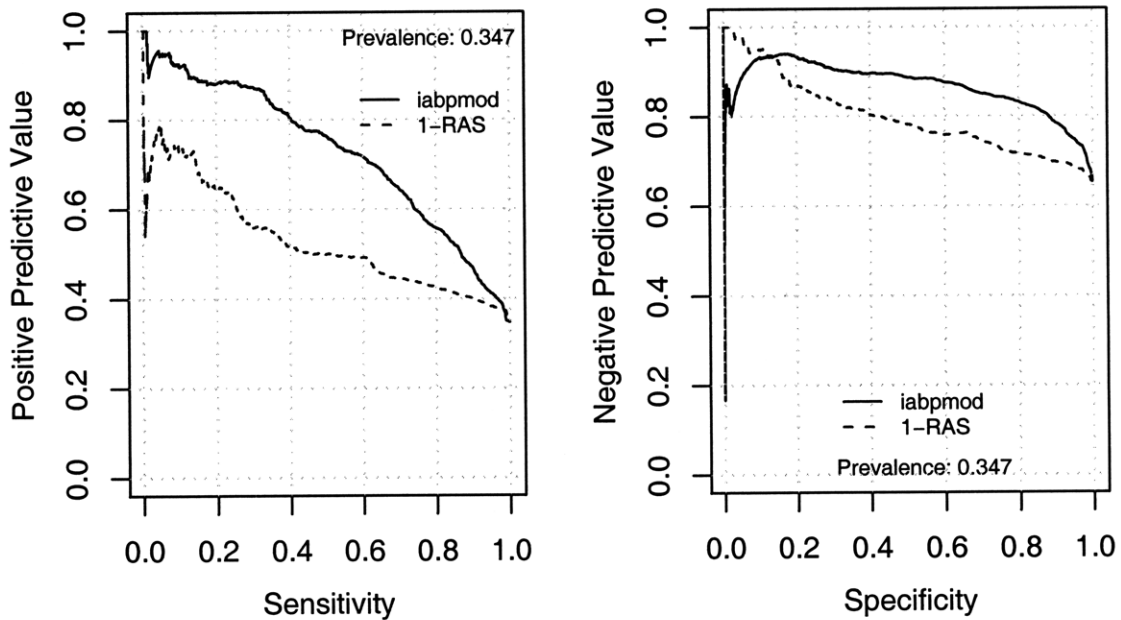 Positive Predictive Value
0.0
0.2
0.4
0.6
0.8
1.0
Prevalence: 0.347
iabpmod
1−RAS
0.0 0.2 0.4 0.6 0.8 1.0
Sensitivity
Negative Predictive Value
0.0
0.2
0.4
0.6
0.8
1.0
iabpmod
1−RAS
Prevalence: 0.347
0.0 0.2 0.4 0.6 0.8 1.0
Specificity